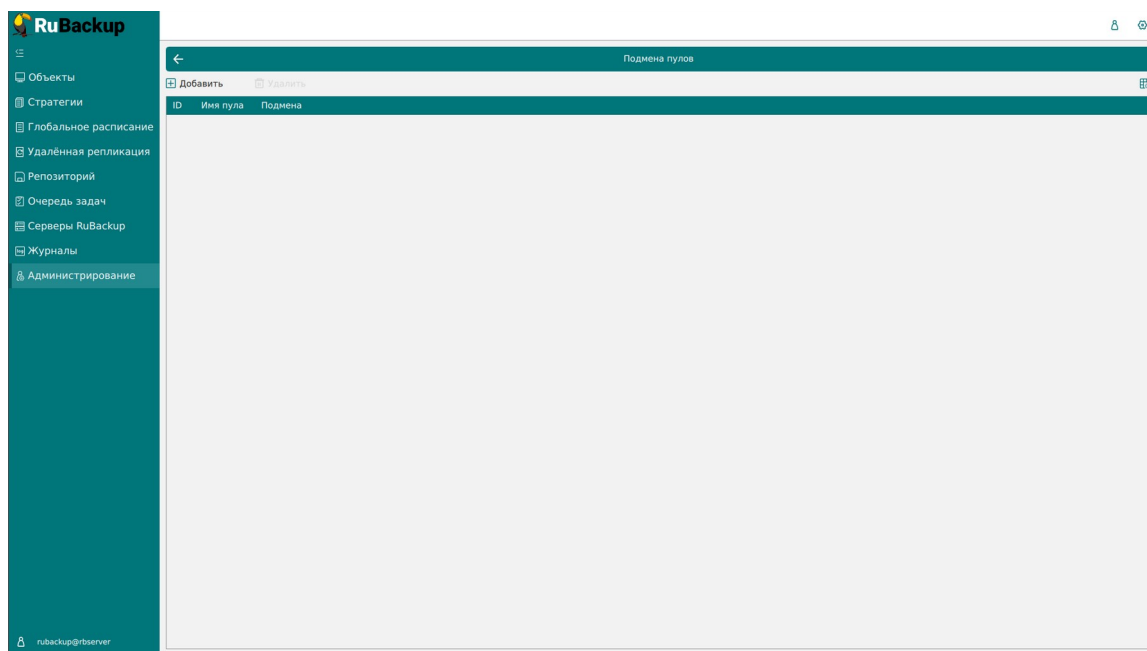 RuBackup
Подмена пулов
Добавить Удалить
ID Имя пула Подмена
Объекты
Стратегии
Глобальное расписание
Удалённая репликация
Репозиторий
Очередь задач
Серверы RuBackup
Журналы
Администрирование
rubackup@rbserver